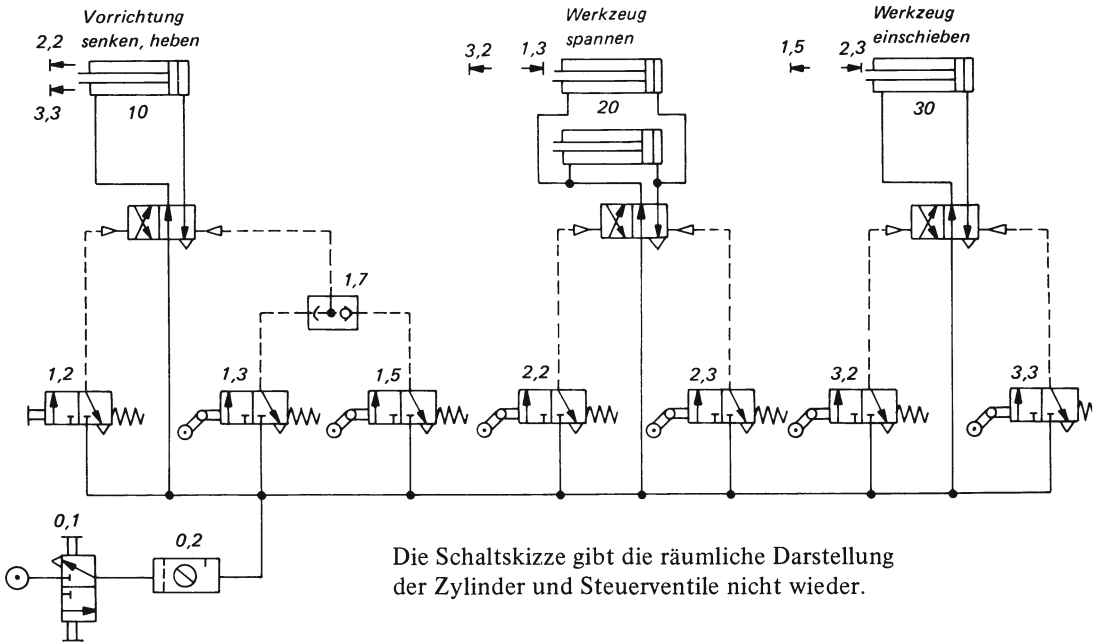 Vorrichtung
senken, heben
2,2
3,3
10
Werkzeug
spannen
3,2
1,3
20
Werkzeug
einschieben
1,5
2,3
30
1,7
1,2
1,3
1,5
2,2
2,3
3,2
3,3
0,1
0,2
Die Schaltskizze gibt die räumliche Darstellung
der Zylinder und Steuerventile nicht wieder.